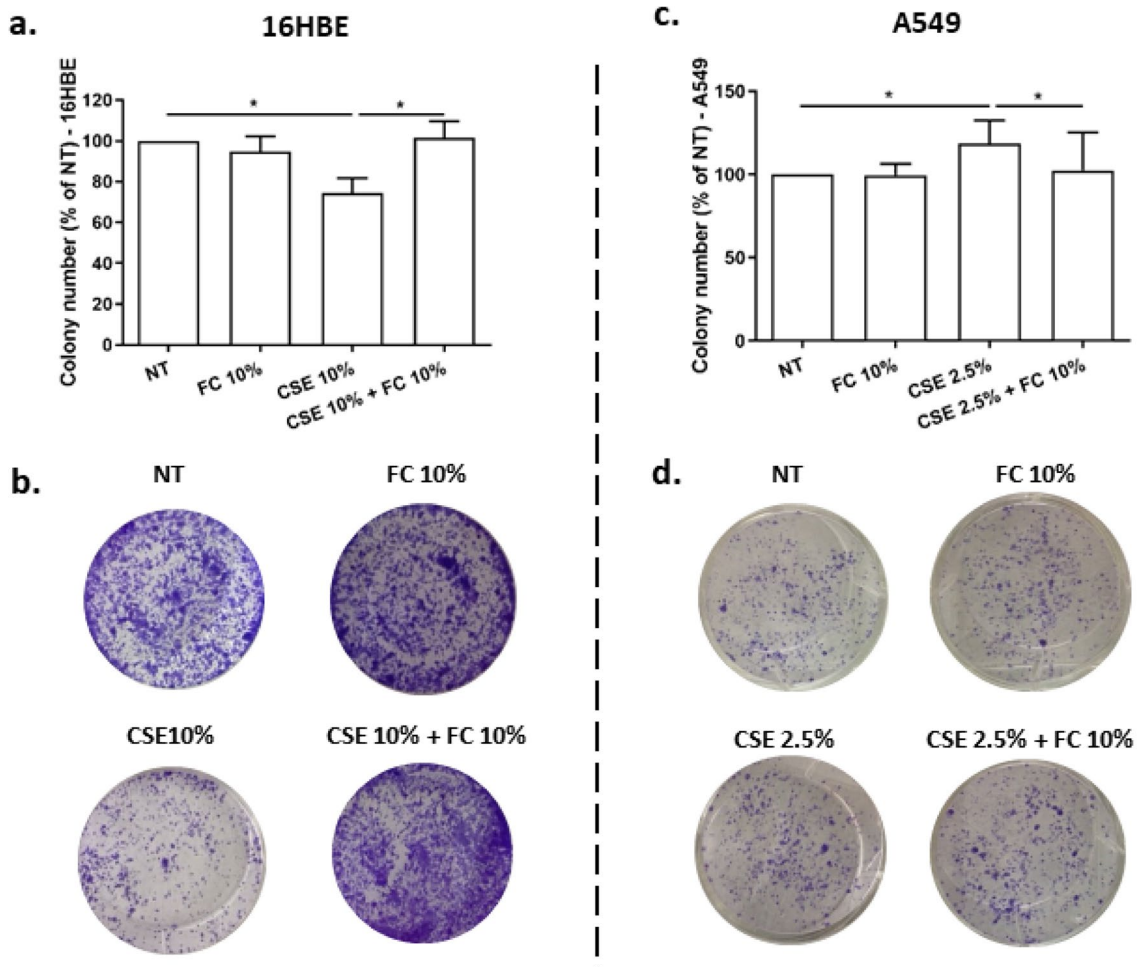 a.
16HBE
Colony number (% of NT) - 16HBE
120
100
80
60
40
20
0
*
*
NT
FC 10%
CSE 10%
CSE 10% + FC 10%
c.
A549
Colony number (% of NT) - A549
150
100
50
0
*
*
NT
FC 10%
CSE 2.5%
CSE 2.5% + FC 10%
b.
NT
FC 10%
CSE10%
CSE 10% + FC 10%
d.
NT
FC 10%
CSE 2.5%
CSE 2.5% + FC 10%